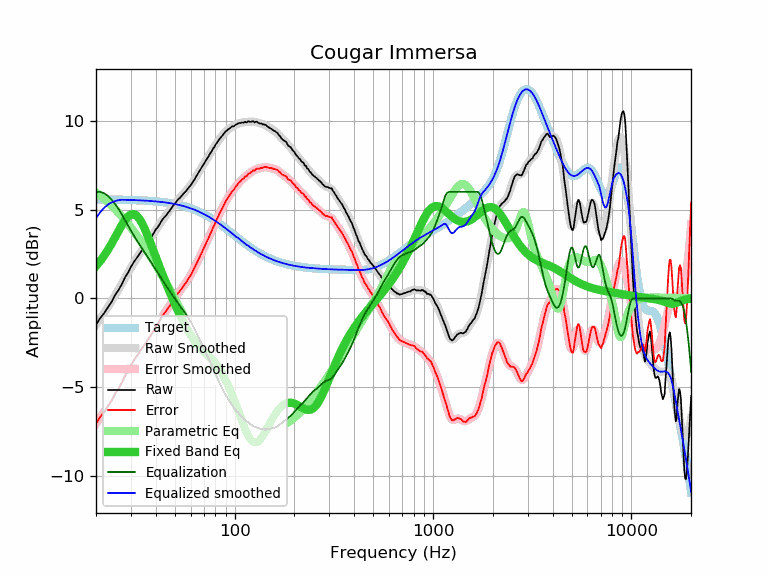 Cougar Immersa
Amplitude (dBr)
10
5
0
−5
−10
Target
Raw Smoothed
Error Smoothed
Raw
Error
Parametric Eq
Fixed Band Eq
Equalization
Equalized smoothed
100
1000
10000
Frequency (Hz)